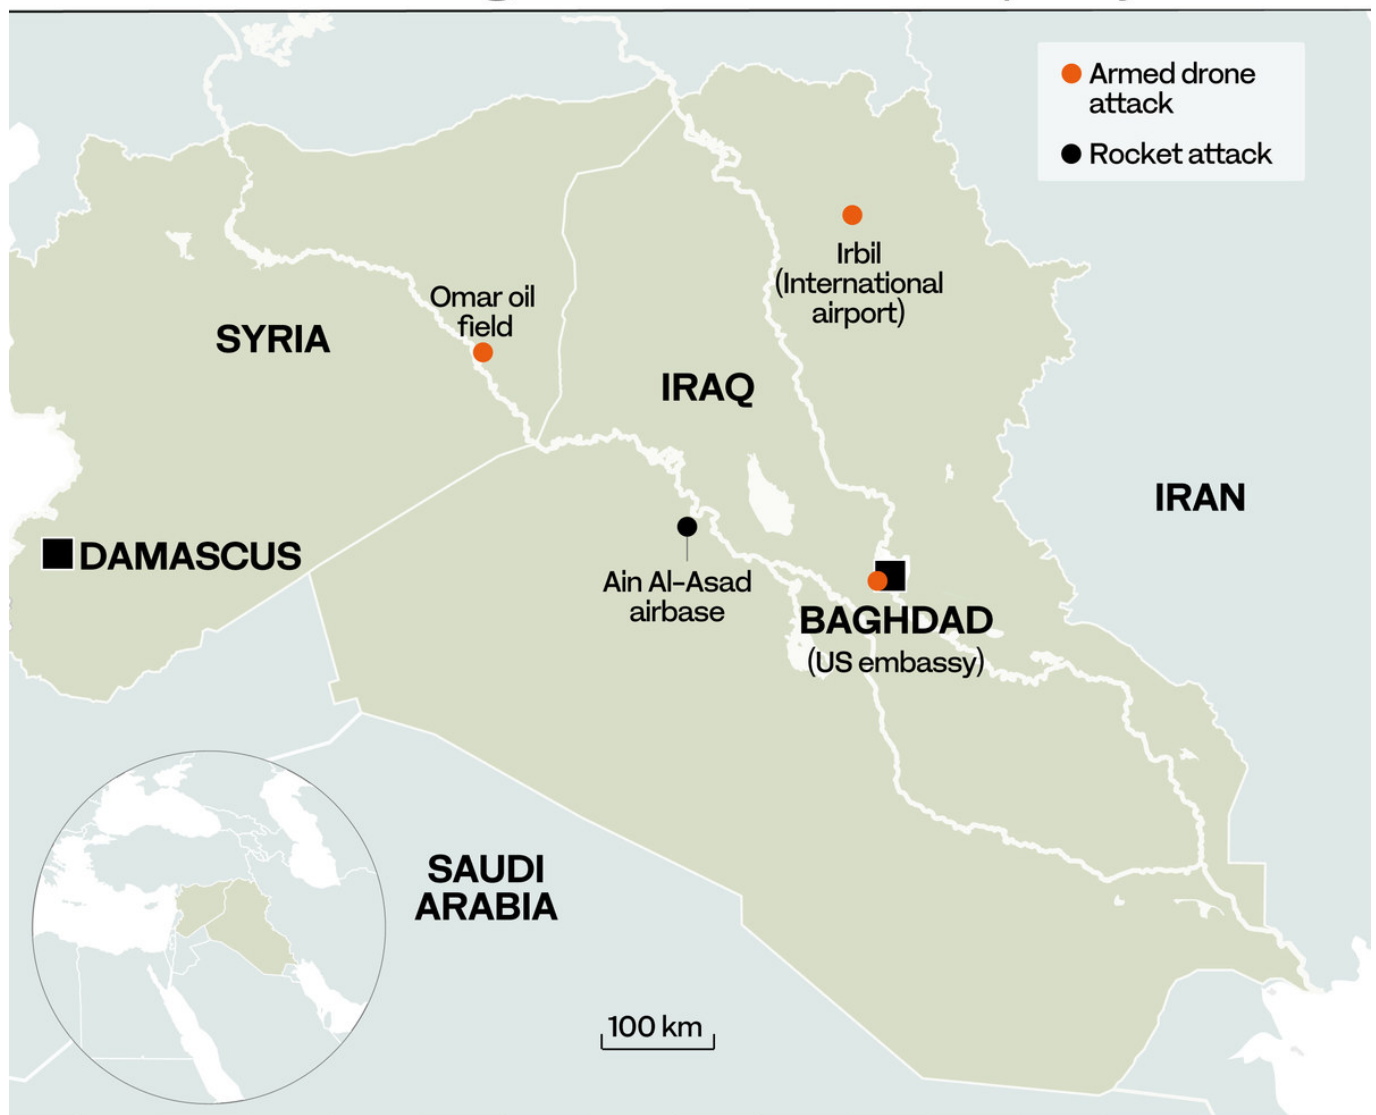 Armed drone
attack
Rocket attack
Irbil
(International
airport)
Omar oil
field
SYRIA
IRAQ
IRAN
DAMASCUS
Ain Al-Asad
airbase
BAGHDAD
(US embassy)
SAUDI
ARABIA
100 km